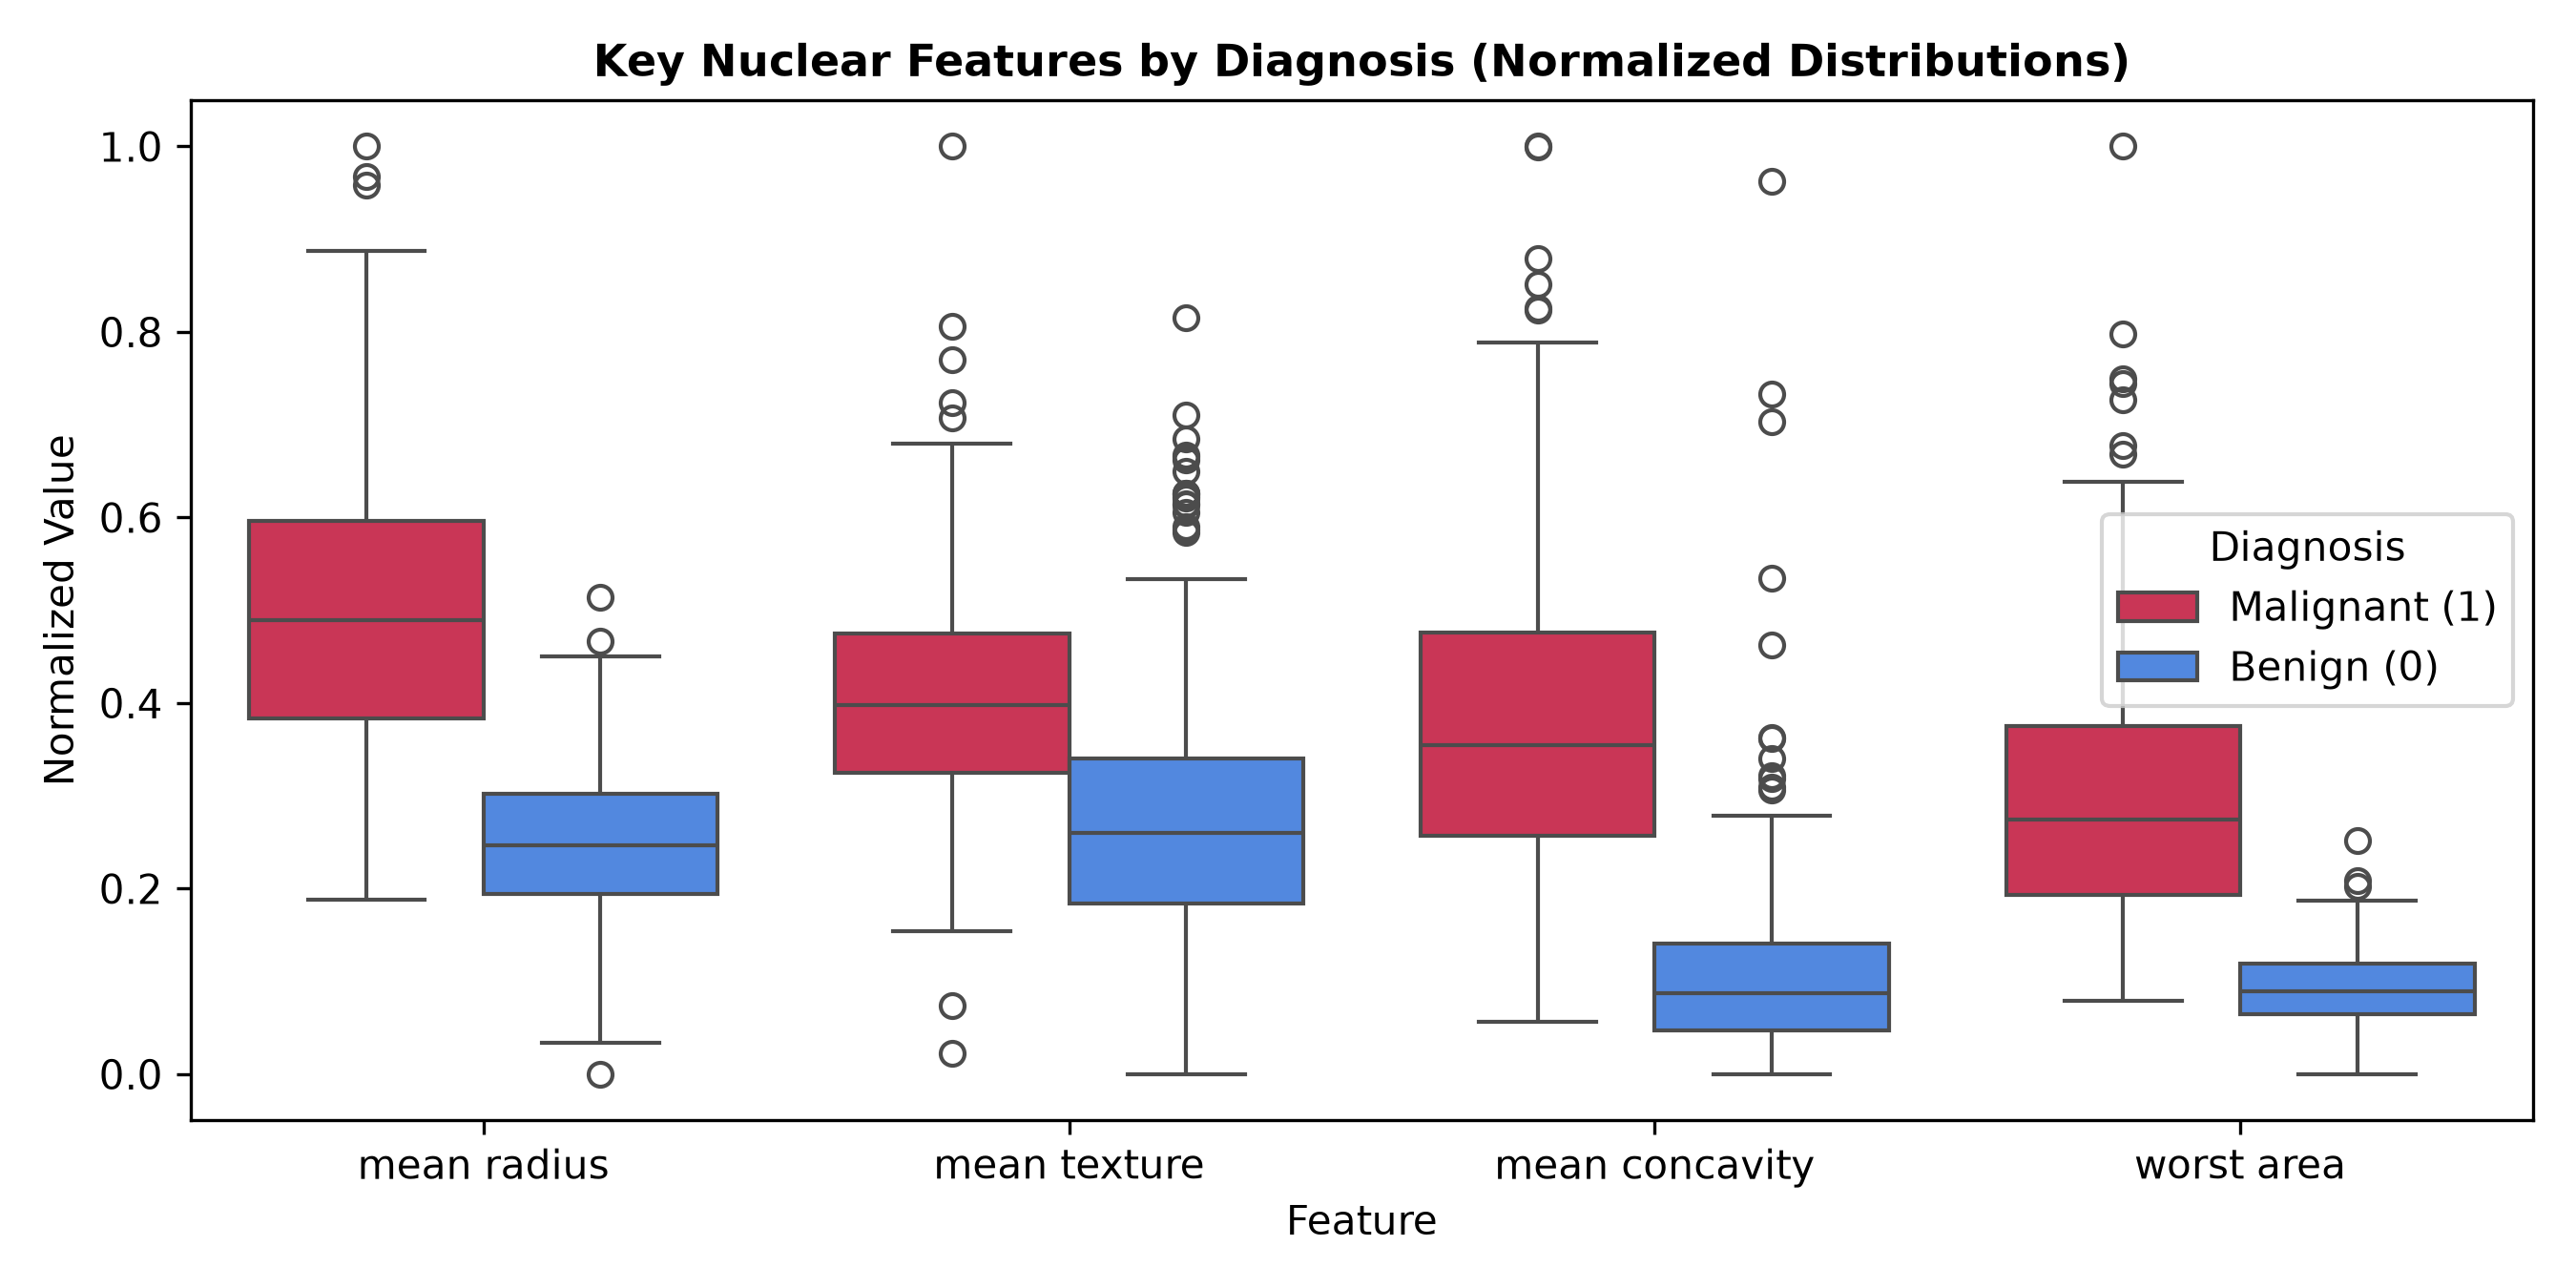 Key Nuclear Features by Diagnosis (Normalized Distributions)
Normalized Value
1.0
0.8
0.6
0.4
0.2
0.0
Diagnosis
Malignant (1)
Benign (0)
mean radius
mean texture
mean concavity
worst area
Feature